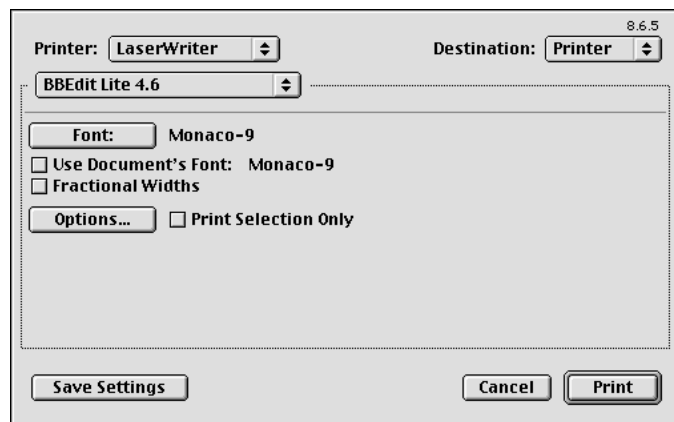 8.6.5
Printer: LaserWriter Destination: Printer
BBEdit Lite 4.6
Font: Monaco-9
Use Document's Font: Monaco-9
Fractional Widths
Options... Print Selection Only
Save Settings Cancel Print